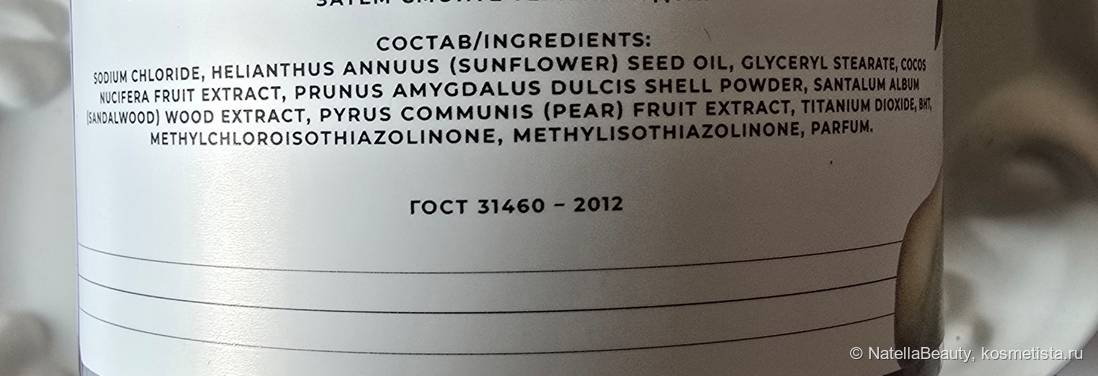 СОСТАВ/INGREDIENTS:
SODIUM CHLORIDE, HELIANTHUS ANNUUS (SUNFLOWER) SEED OIL, GLYCERYL STEARATE, COCOS
NUCIFERA FRUIT EXTRACT, PRUNUS AMYGDALUS DULCIS SHELL POWDER, SANTALUM ALBUM
(SANDALWOOD) WOOD EXTRACT, PYRUS COMMUNIS (PEAR) FRUIT EXTRACT, TITANIUM DIOXIDE, BHT,
METHYLCHLOROISOTHIAZOLINONE, METHYLISOTHIAZOLINONE, PARFUM.
ГОСТ 31460 – 2012
© NatellaBeauty, kosmetista.ru